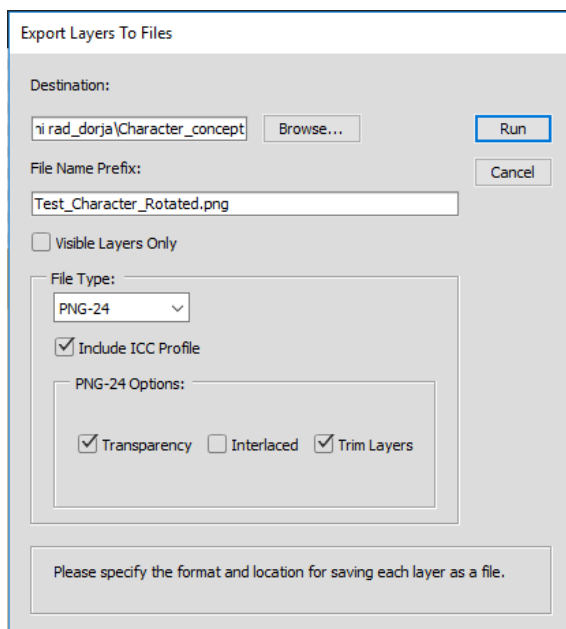 Export Layers To Files
Destination:
ni rad_dorja\Character_concept
Browse...
Run
File Name Prefix:
Cancel
Test_Character_Rotated.png
Visible Layers Only
File Type:
PNG-24
Include ICC Profile
PNG-24 Options:
Transparency
Interlaced
Trim Layers
Please specify the format and location for saving each layer as a file.